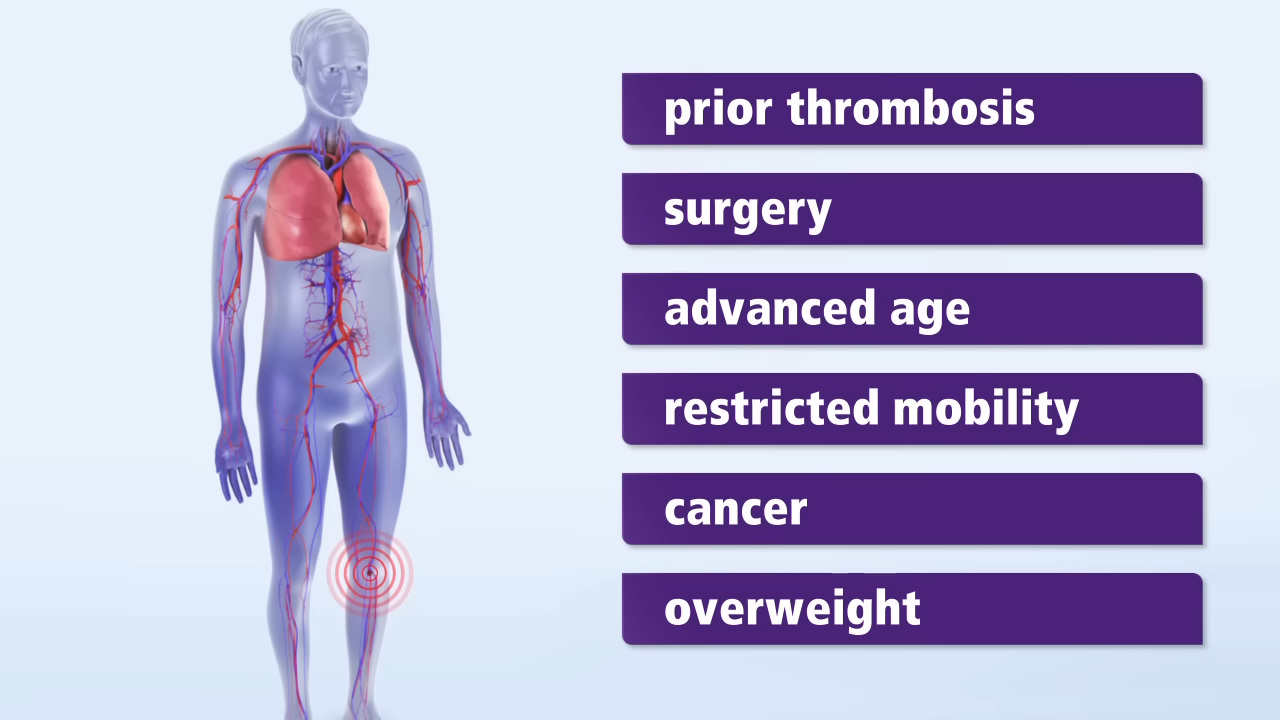 prior thrombosis
surgery
advanced age
restricted mobility
cancer
overweight